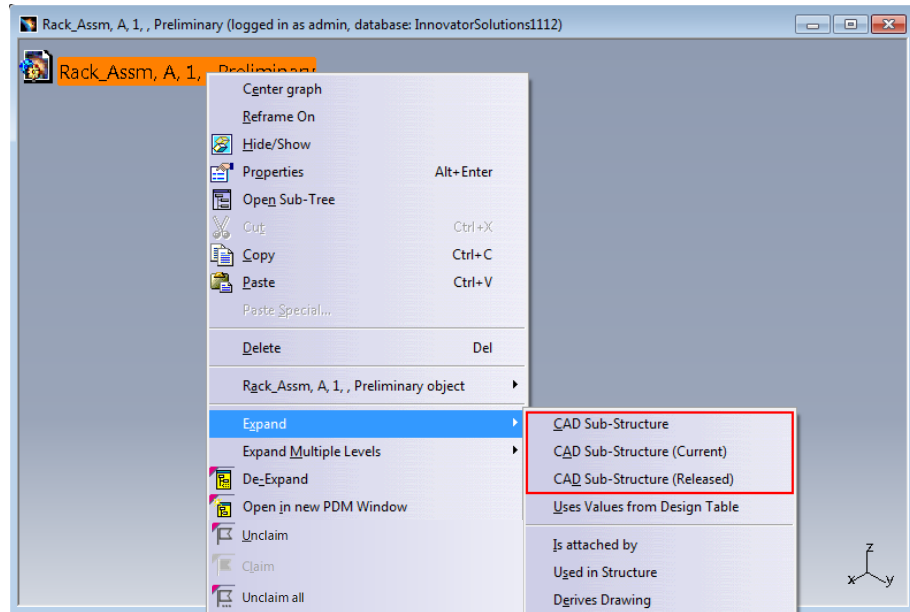 Rack_Assm, A, 1, , Preliminary (logged in as admin, database: InnovatorSolutions1112)
Rack_Assm, A, 1, , Preliminary
Center graph
Reframe On
Hide/Show
Properties Alt+Enter
Open Sub-Tree
Cut Ctrl+X
Copy Ctrl+C
Paste Ctrl+V
Paste Special...
Delete Del
Rack_Assm, A, 1, , Preliminary object
Expand
Expand Multiple Levels
De-Expand
Open in new PDM Window
Unclaim
Claim
Unclaim all
CAD Sub-Structure
CAD Sub-Structure (Current)
CAD Sub-Structure (Released)
Uses Values from Design Table
Is attached by
Used in Structure
Derives Drawing
z
x y